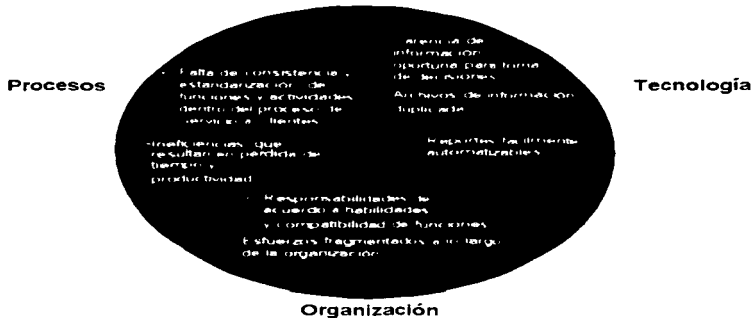 Procesos
• Falta de consistencia y
estandarización de
funciones y actividades
dentro del proceso de
servicio a clientes
Ineficiencias que
resultan en pérdida de
tiempo y
productividad
Carencia de
información
oportuna para toma
de decisiones
Archivos de información
duplicada
Reportes facilmente
automatizables
Tecnología
• Responsabilidades de
acuerdo a habilidades
y compatibilidad de funciones
Esfuerzos fragmentados a lo largo
de la organización
Organización